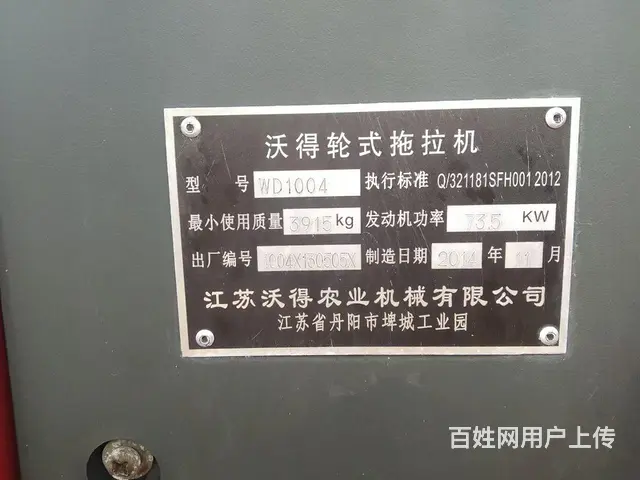 沃得轮式拖拉机
型 号 WD1004 执行标准 Q/321181SFH001 2012
最小使用质量 3915 kg 发动机功率 73.5 KW
出厂编号 1004X150505X 制造日期 2014 年 11 月
江苏沃得农业机械有限公司
江苏省丹阳市埤城工业园
百姓网用户上传